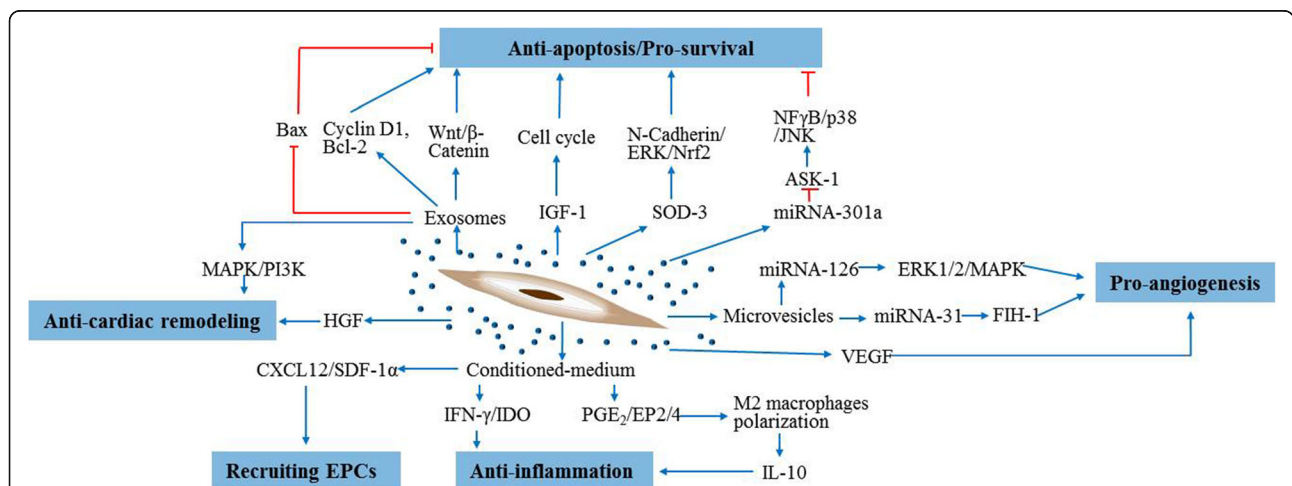 Anti-apoptosis/Pro-survival
Bax
Cyclin D1,
Bcl-2
Wnt/β-
Catenin
Cell cycle
N-Cadherin/
ERK/Nrf2
NFγB/p38
/JNK
ASK-1
Exosomes
IGF-1
SOD-3
miRNA-301a
MAPK/PI3K
miRNA-126
ERK1/2/MAPK
Pro-angiogenesis
Anti-cardiac remodeling
HGF
Microvesicles
miRNA-31
FIH-1
VEGF
CXCL12/SDF-1α
Conditioned-medium
IFN-γ/IDO
PGE₂/EP2/4
M2 macrophages
polarization
Recruiting EPCs
Anti-inflammation
IL-10